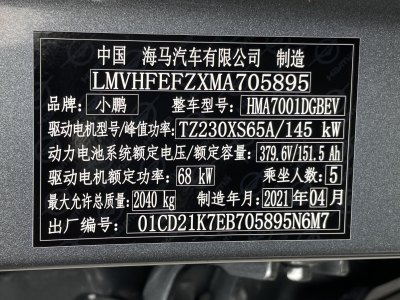 中国 海马汽车有限公司 制造
LMVHFEFZXMA705895
品牌: 小鹏 整车型号: HMA7001DGBEV
驱动电机型号/峰值功率: TZ230XS65A/145 kW
动力电池系统额定电压/额定容量: 379.6V/151.5 Ah
驱动电机额定功率: 68 kW 乘坐人数: 5
最大允许总质量: 2040 kg 制造年月: 2021年04月
出厂编号: 01CD21K7EB705895N6M7